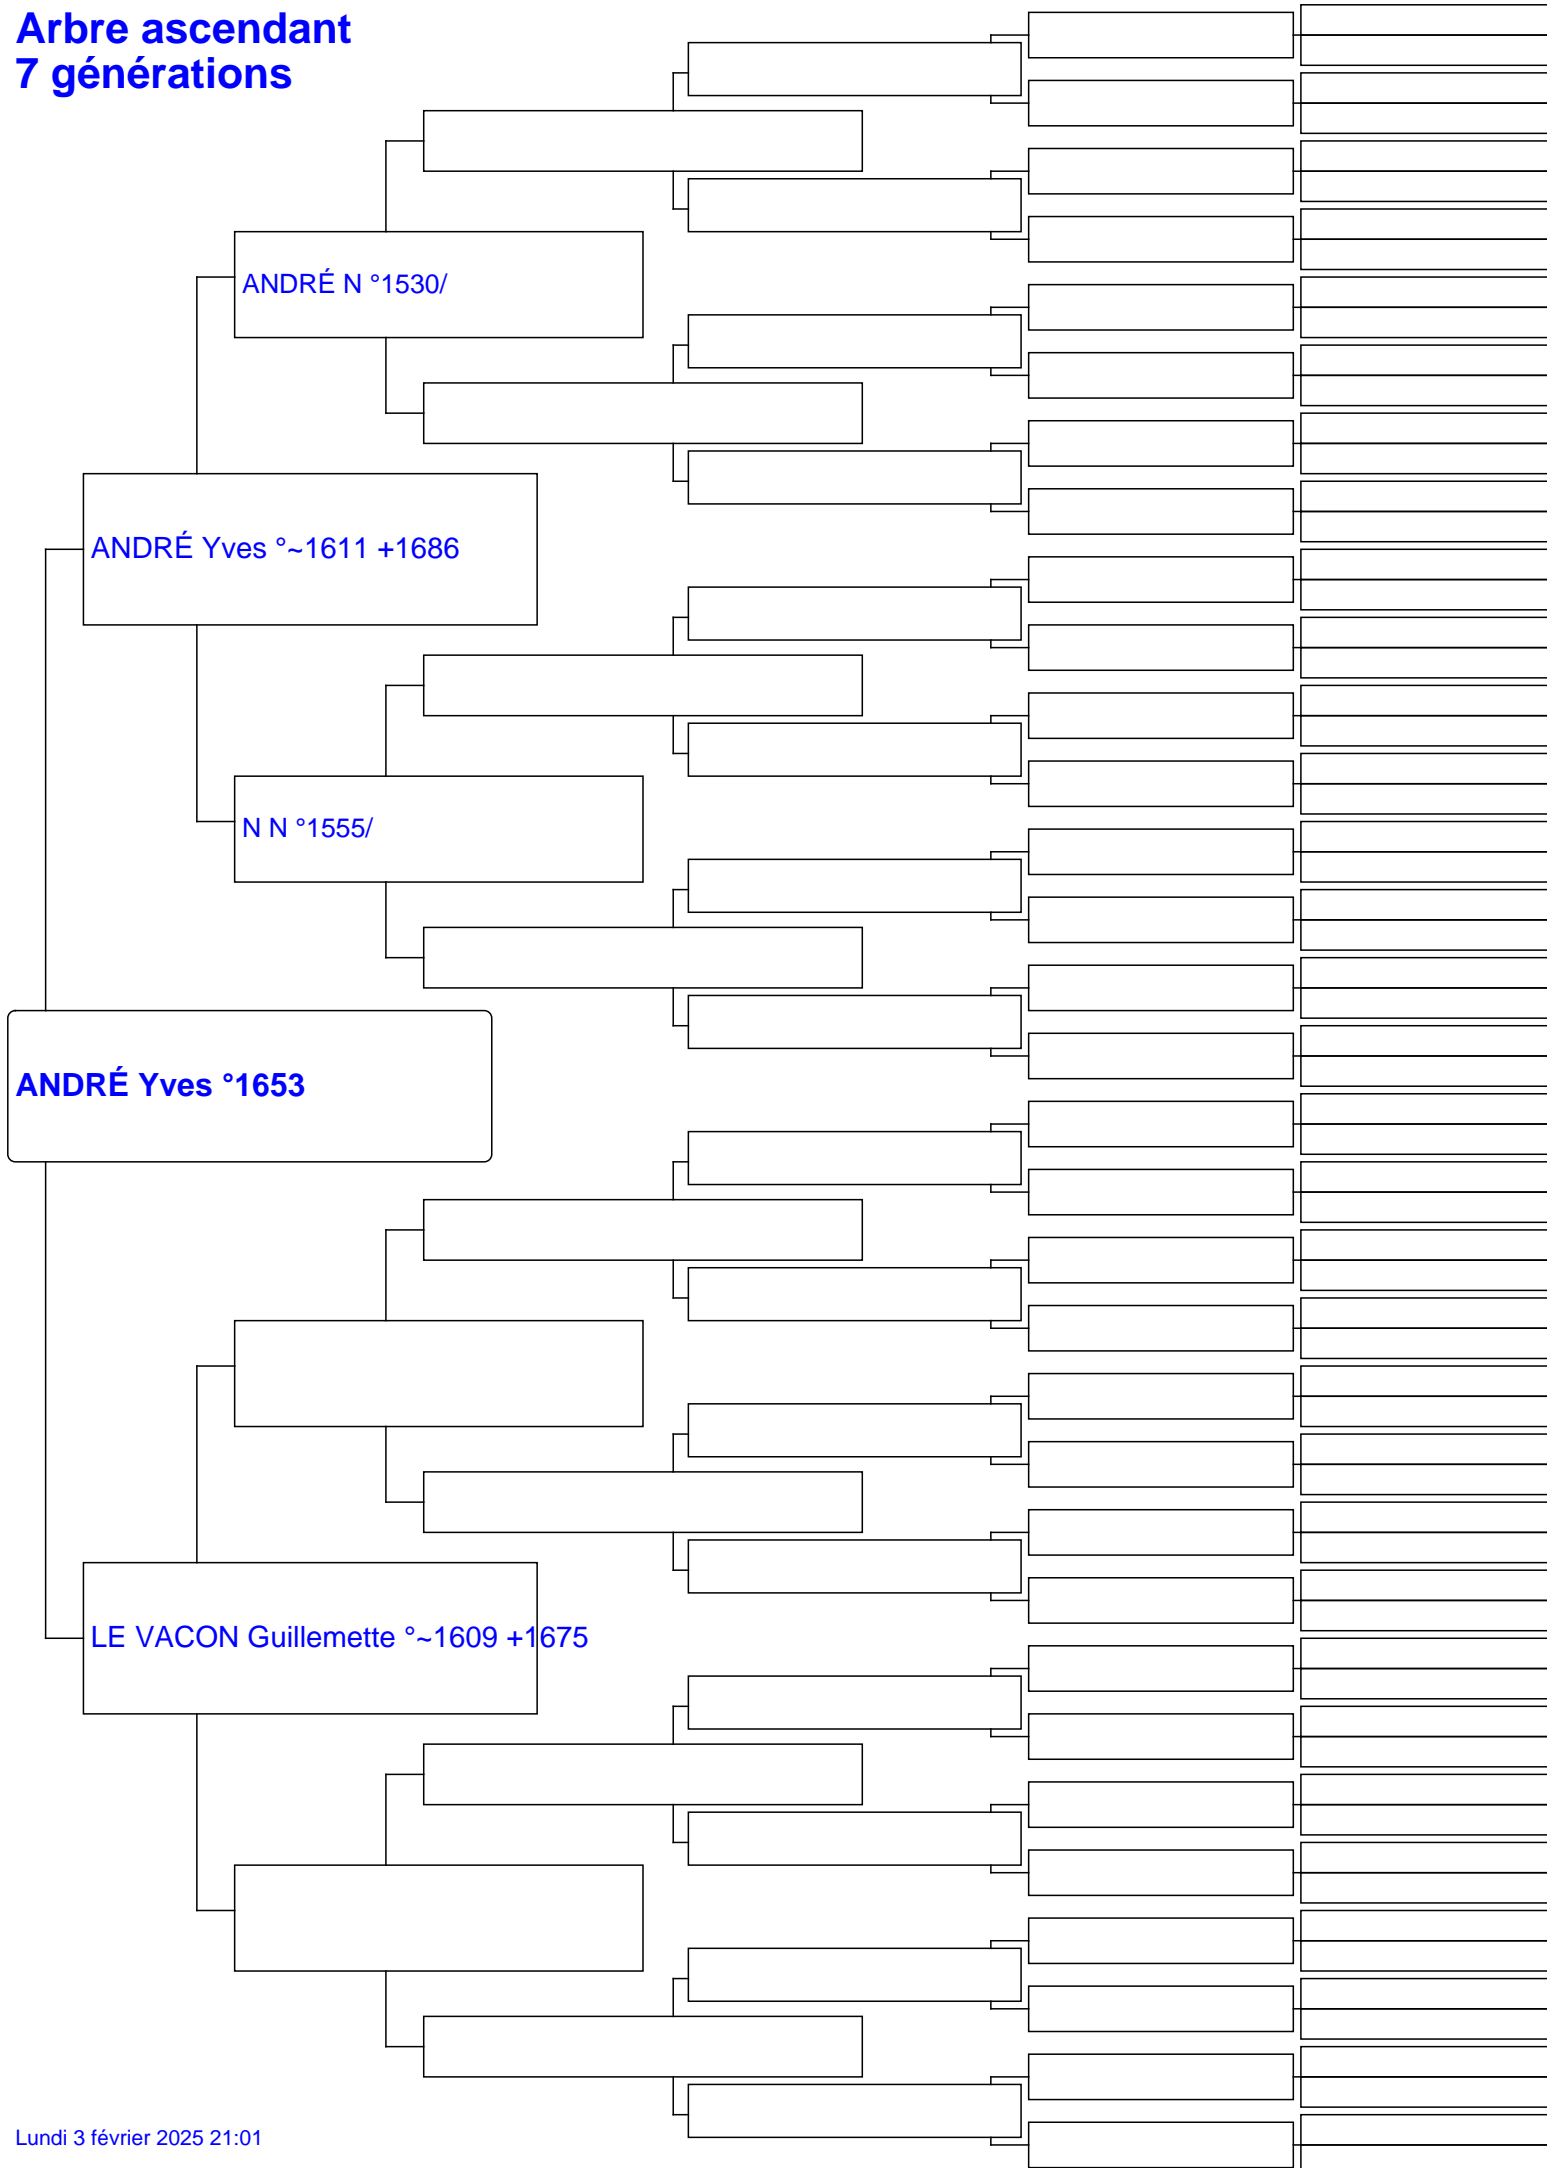 Arbre ascendant
7 générations
ANDRÉ N °1530/
ANDRÉ Yves °~1611 +1686
N N °1555/
ANDRÉ Yves °1653
LE VACON Guillemette °~1609 +1675
Lundi 3 février 2025 21:01